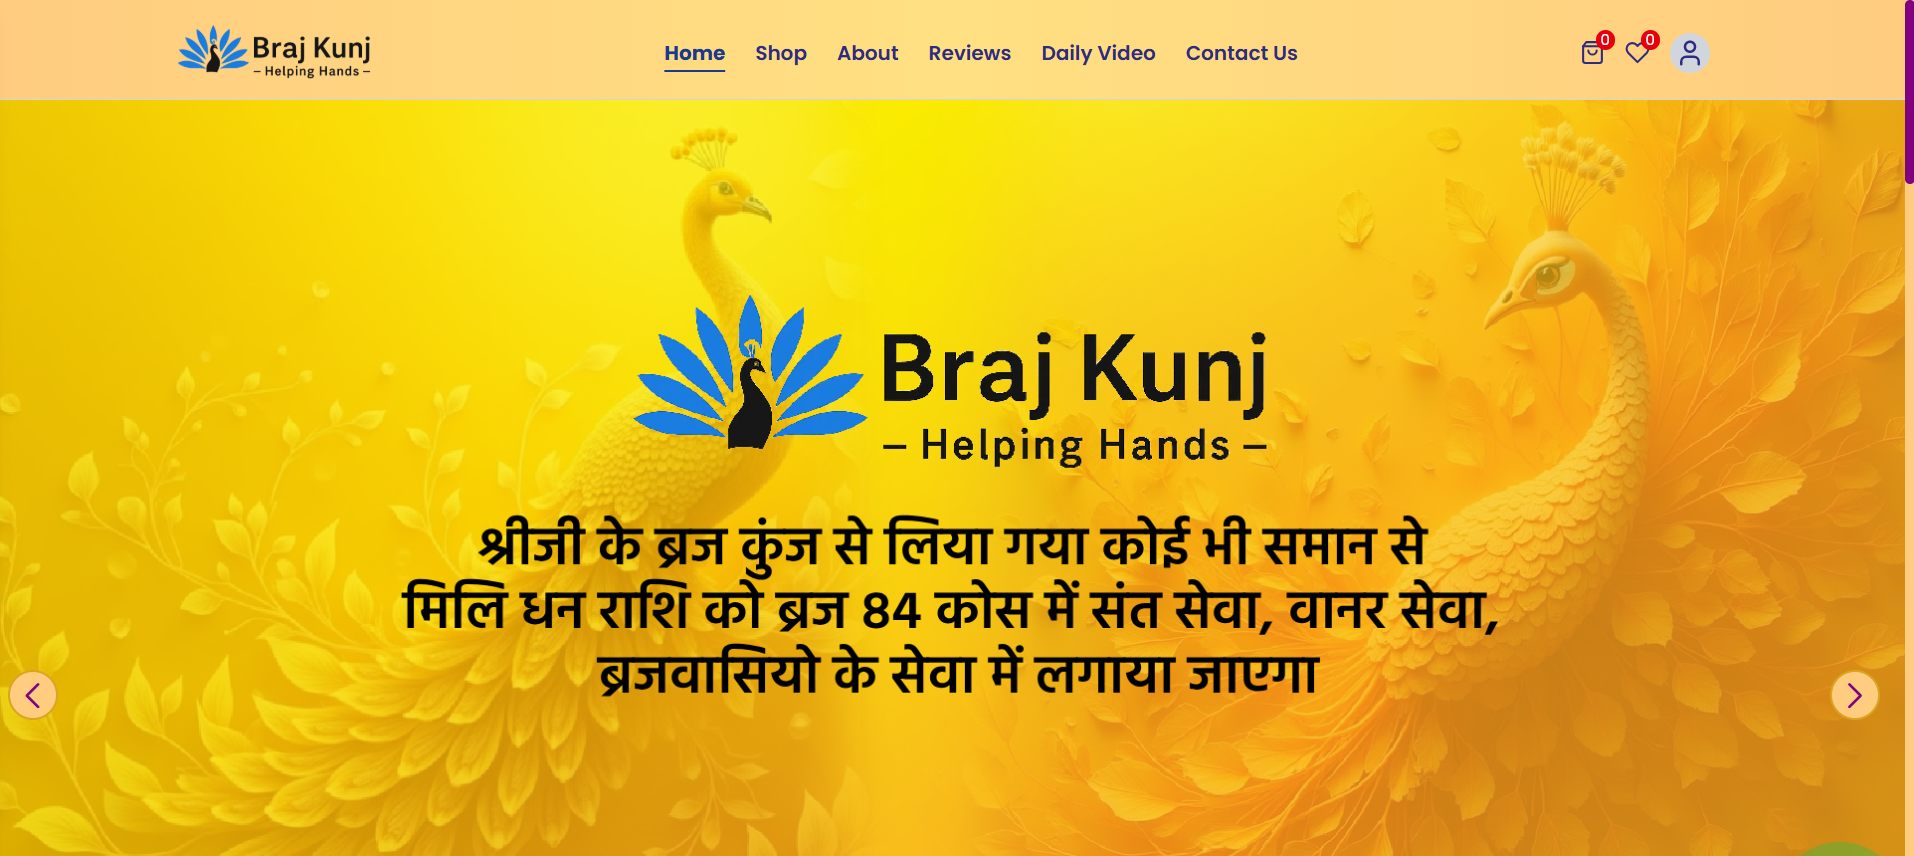 Braj Kunj
– Helping Hands –
Home Shop About Reviews Daily Video Contact Us
0 0
Braj Kunj
– Helping Hands –
श्रीजी के ब्रज कुंज से लिया गया कोई भी समान से
मिलि धन राशि को ब्रज 84 कोस में संत सेवा, वानर सेवा,
ब्रजवासियो के सेवा में लगाया जाएगा